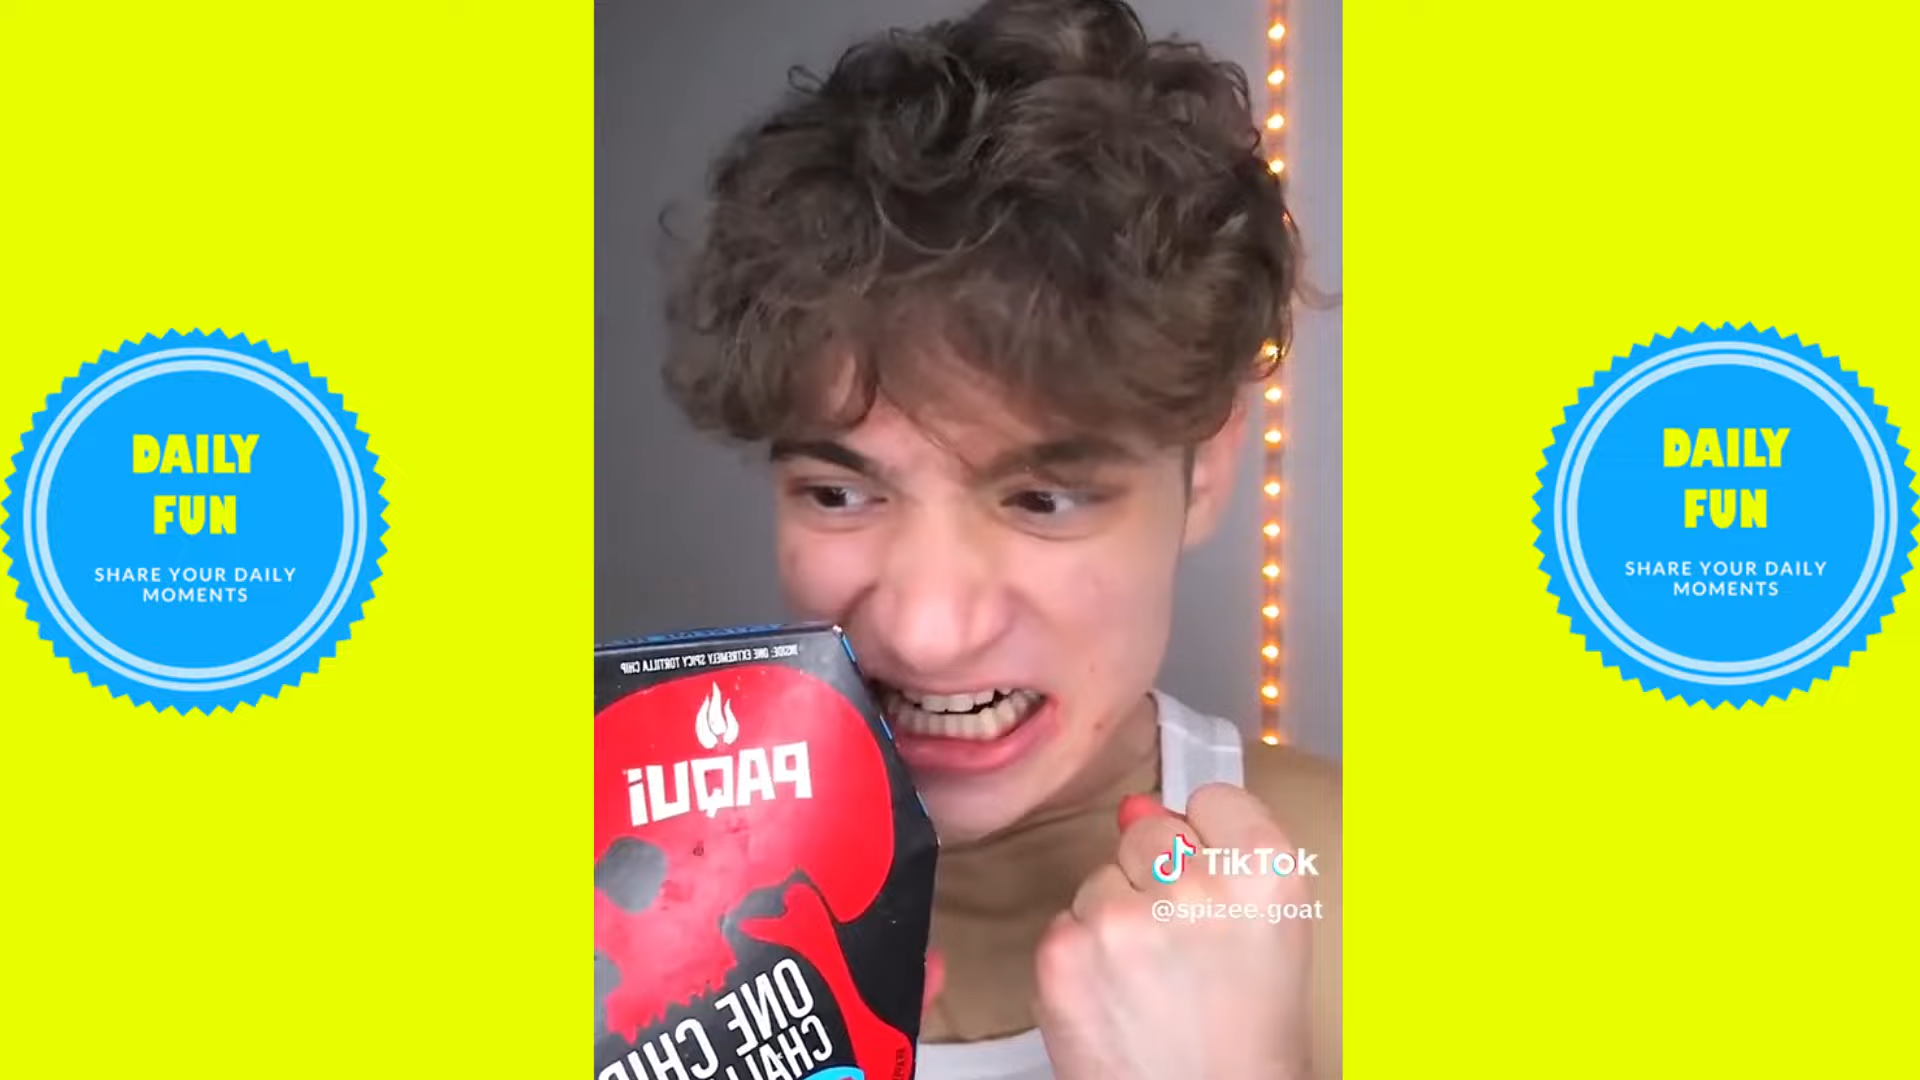 DAILY
FUN
SHARE YOUR DAILY
MOMENTS
INSIDE: ONE EXTREMELY SPICY TORTILLA CHIP
PAQUI
ONE CHIP
TikTok
@spizee.goat
DAILY
FUN
SHARE YOUR DAILY
MOMENTS